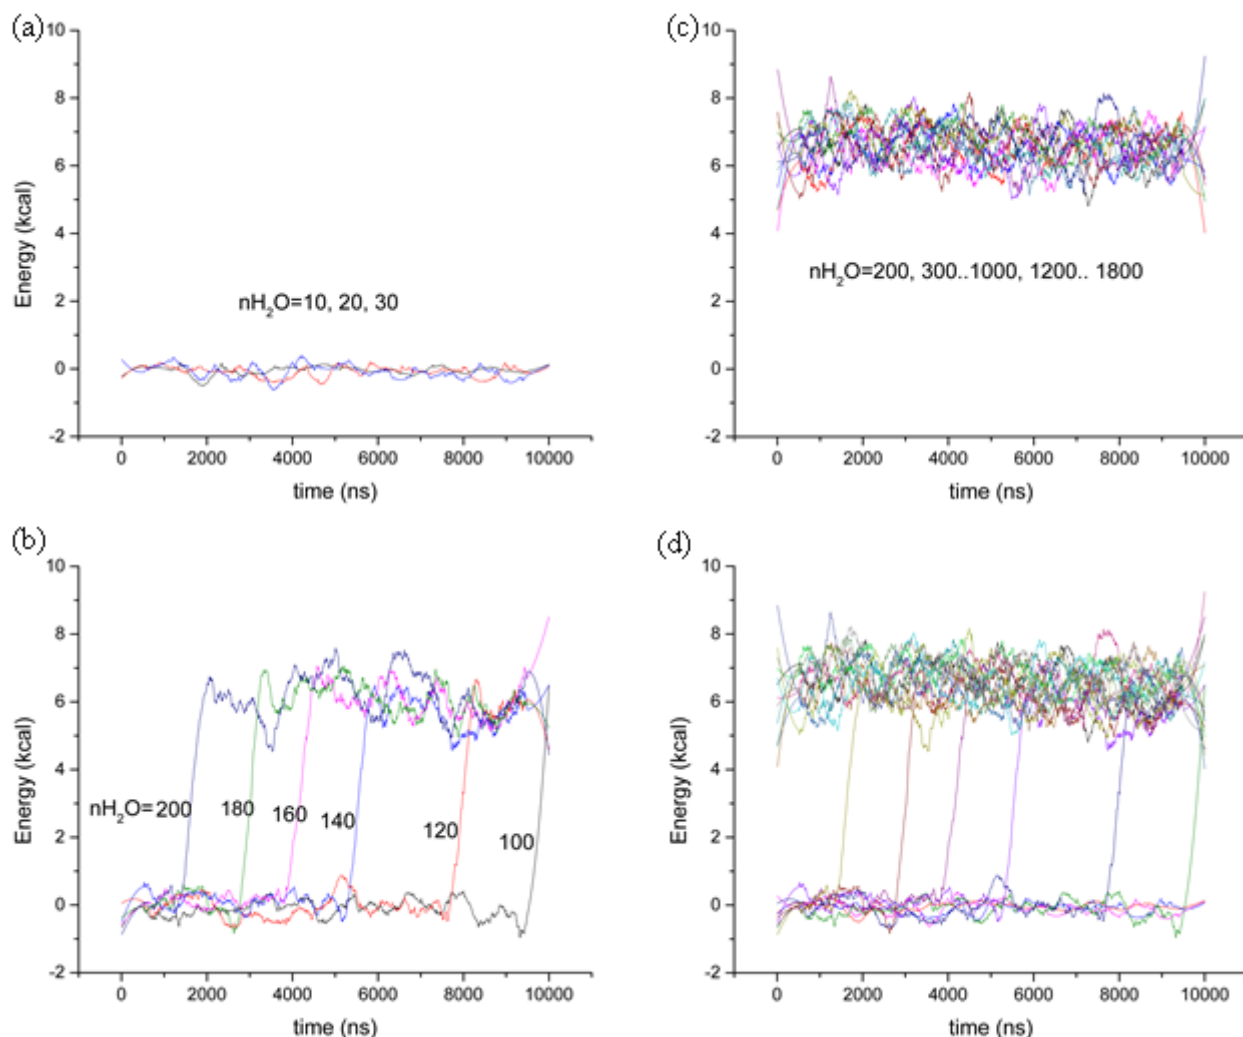 (a)
10
8
6
4
2
0
-2
Energy (kcal)
nH₂O=10, 20, 30
0 2000 4000 6000 8000 10000
time (ns)
(c)
10
8
6
4
2
0
-2
Energy (kcal)
nH₂O=200, 300..1000, 1200.. 1800
0 2000 4000 6000 8000 10000
time (ns)
(b)
10
8
6
4
2
0
-2
Energy (kcal)
nH₂O=200 180 160 140 120 100
0 2000 4000 6000 8000 10000
time (ns)
(d)
10
8
6
4
2
0
-2
Energy (kcal)
0 2000 4000 6000 8000 10000
time (ns)